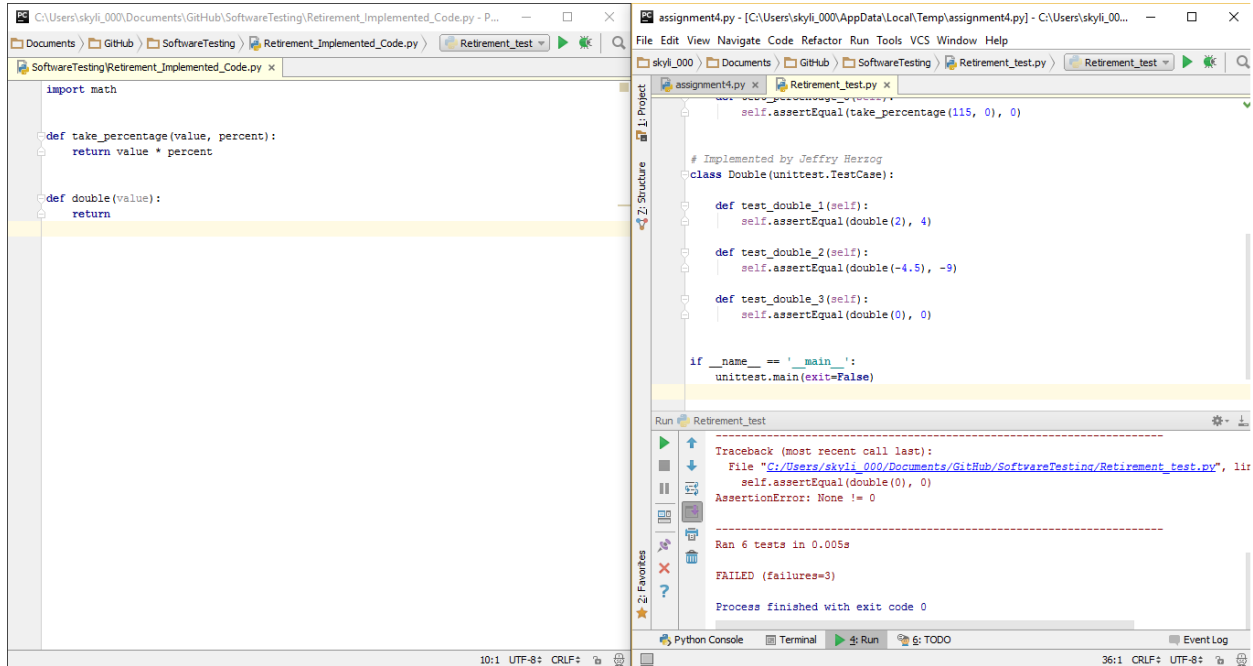 C:\Users\skyli_000\Documents\GitHub\SoftwareTesting\Retirement_Implemented_Code.py - P...
Documents GitHub SoftwareTesting Retirement_Implemented_Code.py Retirement_test
SoftwareTesting\Retirement_Implemented_Code.py
import math
def take_percentage(value, percent):
return value * percent
def double(value):
return
10:1 UTF-8 CRLF
assignment4.py - [C:\Users\skyli_000\AppData\Local\Temp\assignment4.py] - C:\Users\skyli_00...
File Edit View Navigate Code Refactor Run Tools VCS Window Help
skyli_000 Documents GitHub SoftwareTesting Retirement_test.py Retirement_test
assignment4.py Retirement_test.py
1: Project
Z: Structure
2: Favorites
self.assertEqual(take_percentage(115, 0), 0)
# Implemented by Jeffry Herzog
class Double(unittest.TestCase):
def test_double_1(self):
self.assertEqual(double(2), 4)
def test_double_2(self):
self.assertEqual(double(-4.5), -9)
def test_double_3(self):
self.assertEqual(double(0), 0)
if __name__ == '__main__':
unittest.main(exit=False)
Run Retirement_test
Traceback (most recent call last):
File "C:/Users/skyli_000/Documents/GitHub/SoftwareTesting/Retirement_test.py", lin
self.assertEqual(double(0), 0)
AssertionError: None != 0
Ran 6 tests in 0.005s
FAILED (failures=3)
Process finished with exit code 0
Python Console Terminal 4: Run 6: TODO Event Log
36:1 CRLF UTF-8